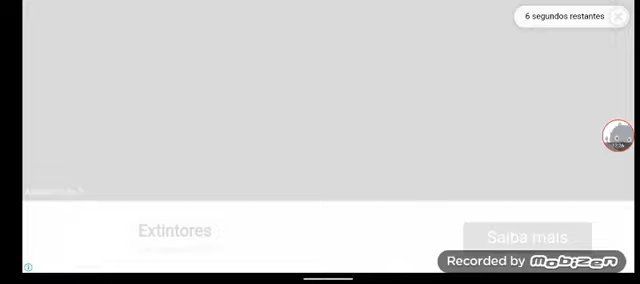 6 segundos restantes
Extintores
Saiba mais
Recorded by
MOBIZEN